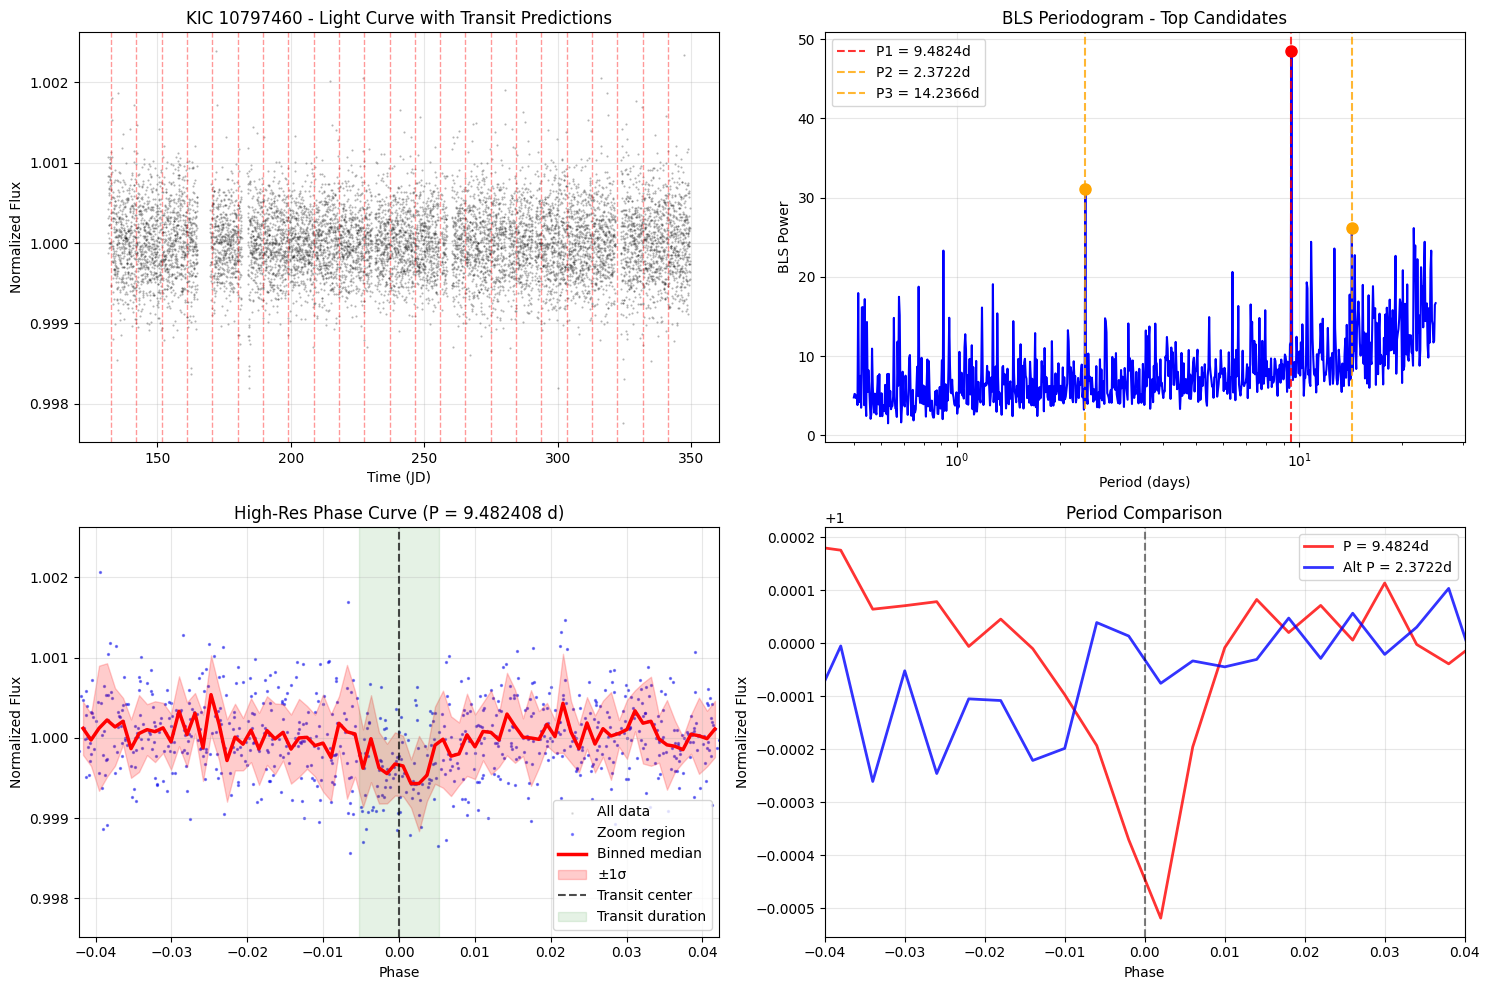 KIC 10797460 - Light Curve with Transit Predictions
Normalized Flux
1.002
1.001
1.000
0.999
0.998
150
200
250
300
350
Time (JD)
BLS Periodogram - Top Candidates
P1 = 9.4824d
P2 = 2.3722d
P3 = 14.2366d
BLS Power
50
40
30
20
10
0
10⁰
10¹
Period (days)
High-Res Phase Curve (P = 9.482408 d)
Normalized Flux
1.002
1.001
1.000
0.999
0.998
All data
Zoom region
Binned median
±1σ
Transit center
Transit duration
−0.04
−0.03
−0.02
−0.01
0.00
0.01
0.02
0.03
0.04
Phase
+1
Period Comparison
P = 9.4824d
Alt P = 2.3722d
Normalized Flux
0.0002
0.0001
0.0000
−0.0001
−0.0002
−0.0003
−0.0004
−0.0005
−0.04
−0.03
−0.02
−0.01
0.00
0.01
0.02
0.03
0.04
Phase